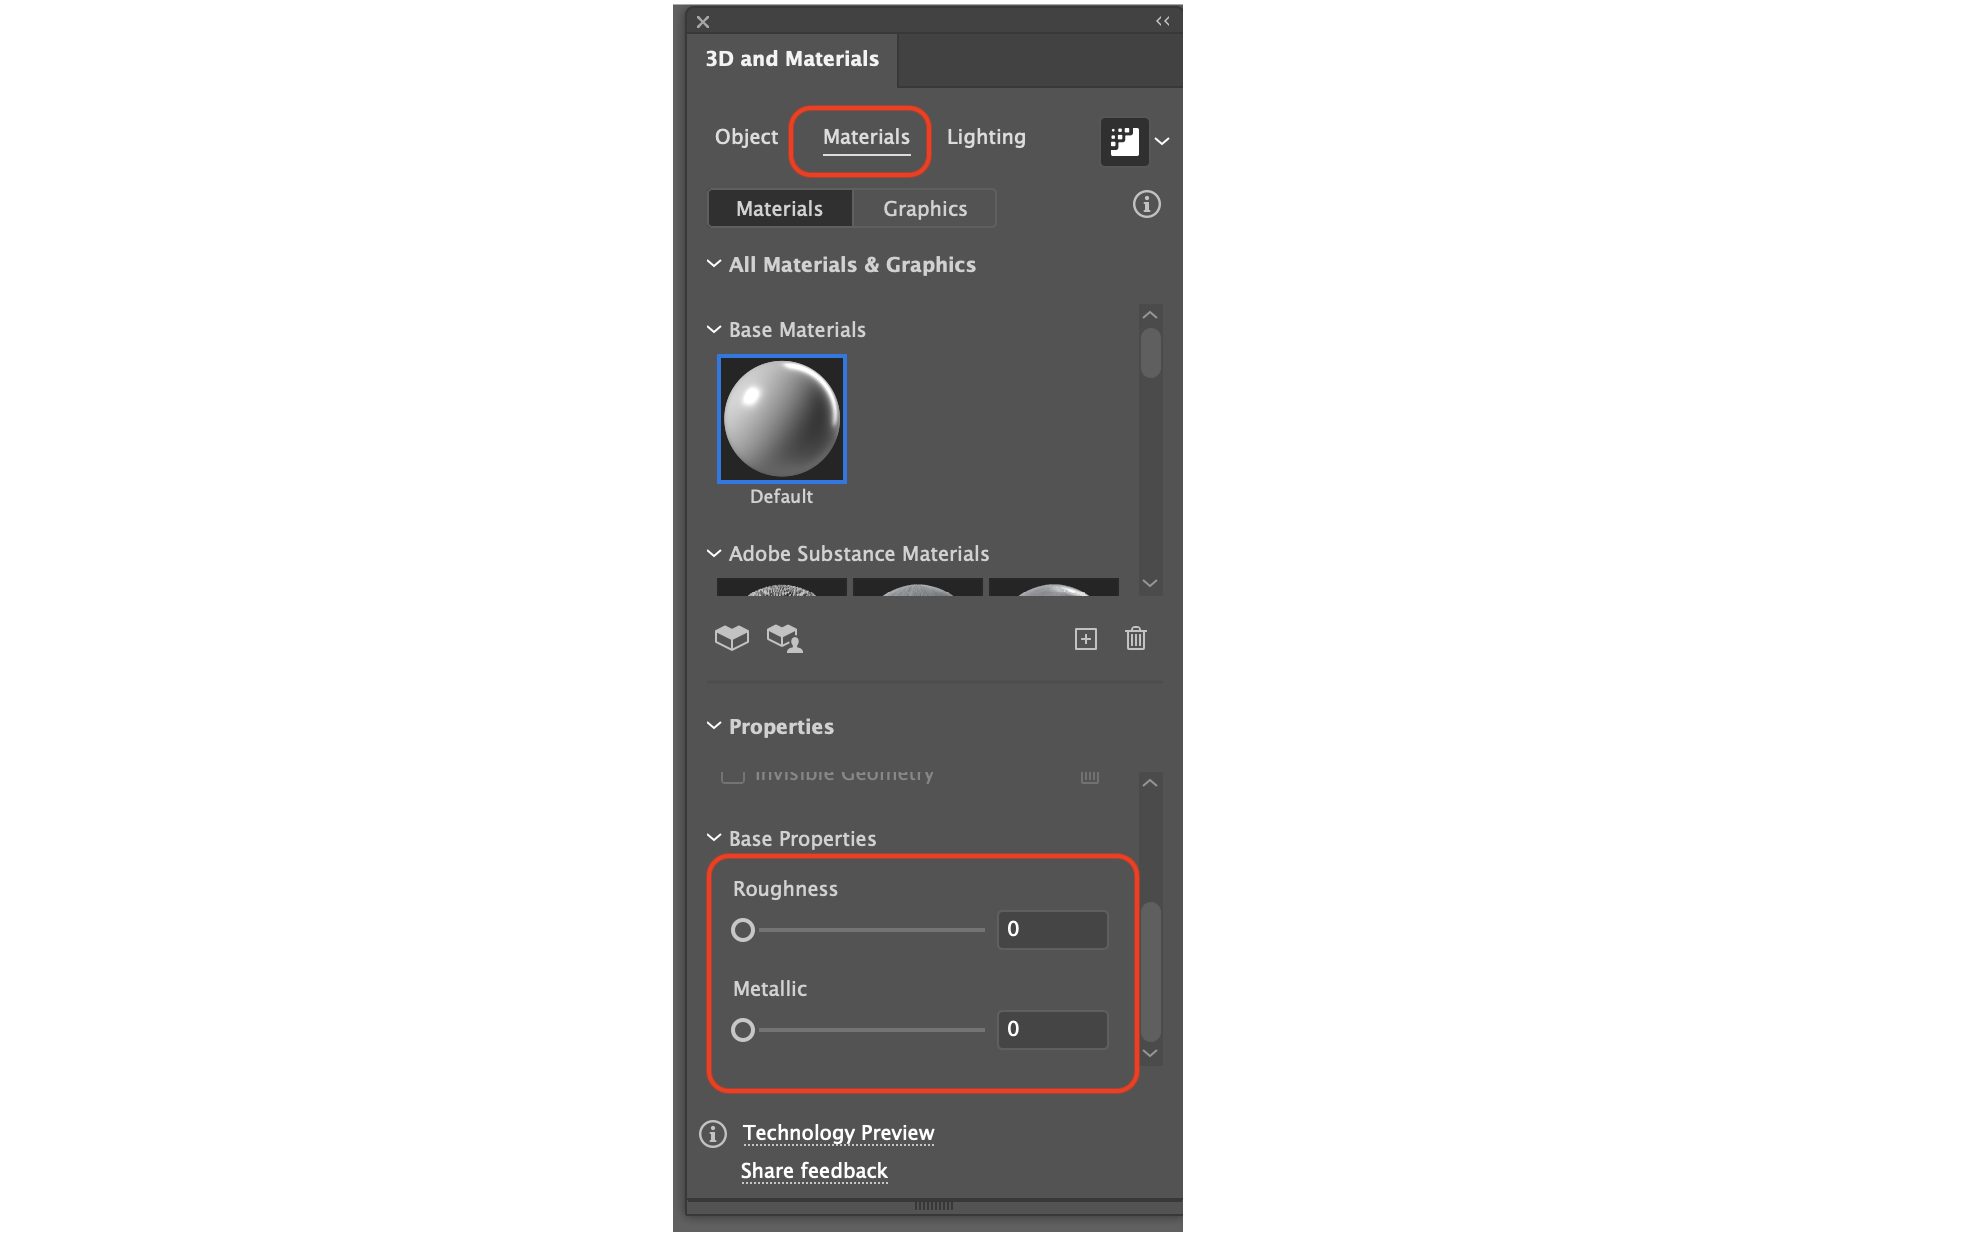 3D and Materials
Object Materials Lighting
Materials Graphics
All Materials & Graphics
Base Materials
Default
Adobe Substance Materials
Properties
Invisible Geometry
Base Properties
Roughness
0
Metallic
0
Technology Preview
Share feedback